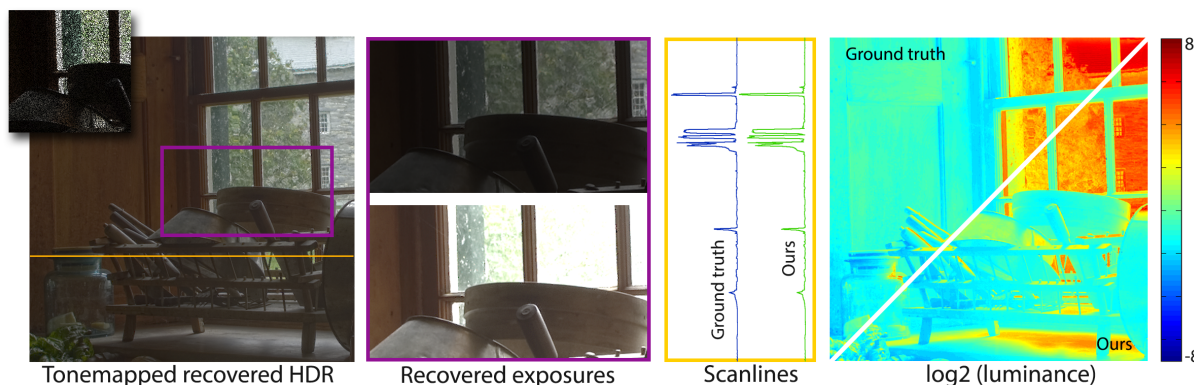 Ground truth
8
Ground truth
Ours
Ours
-8
Tonemapped recovered HDR
Recovered exposures
Scanlines
log2 (luminance)